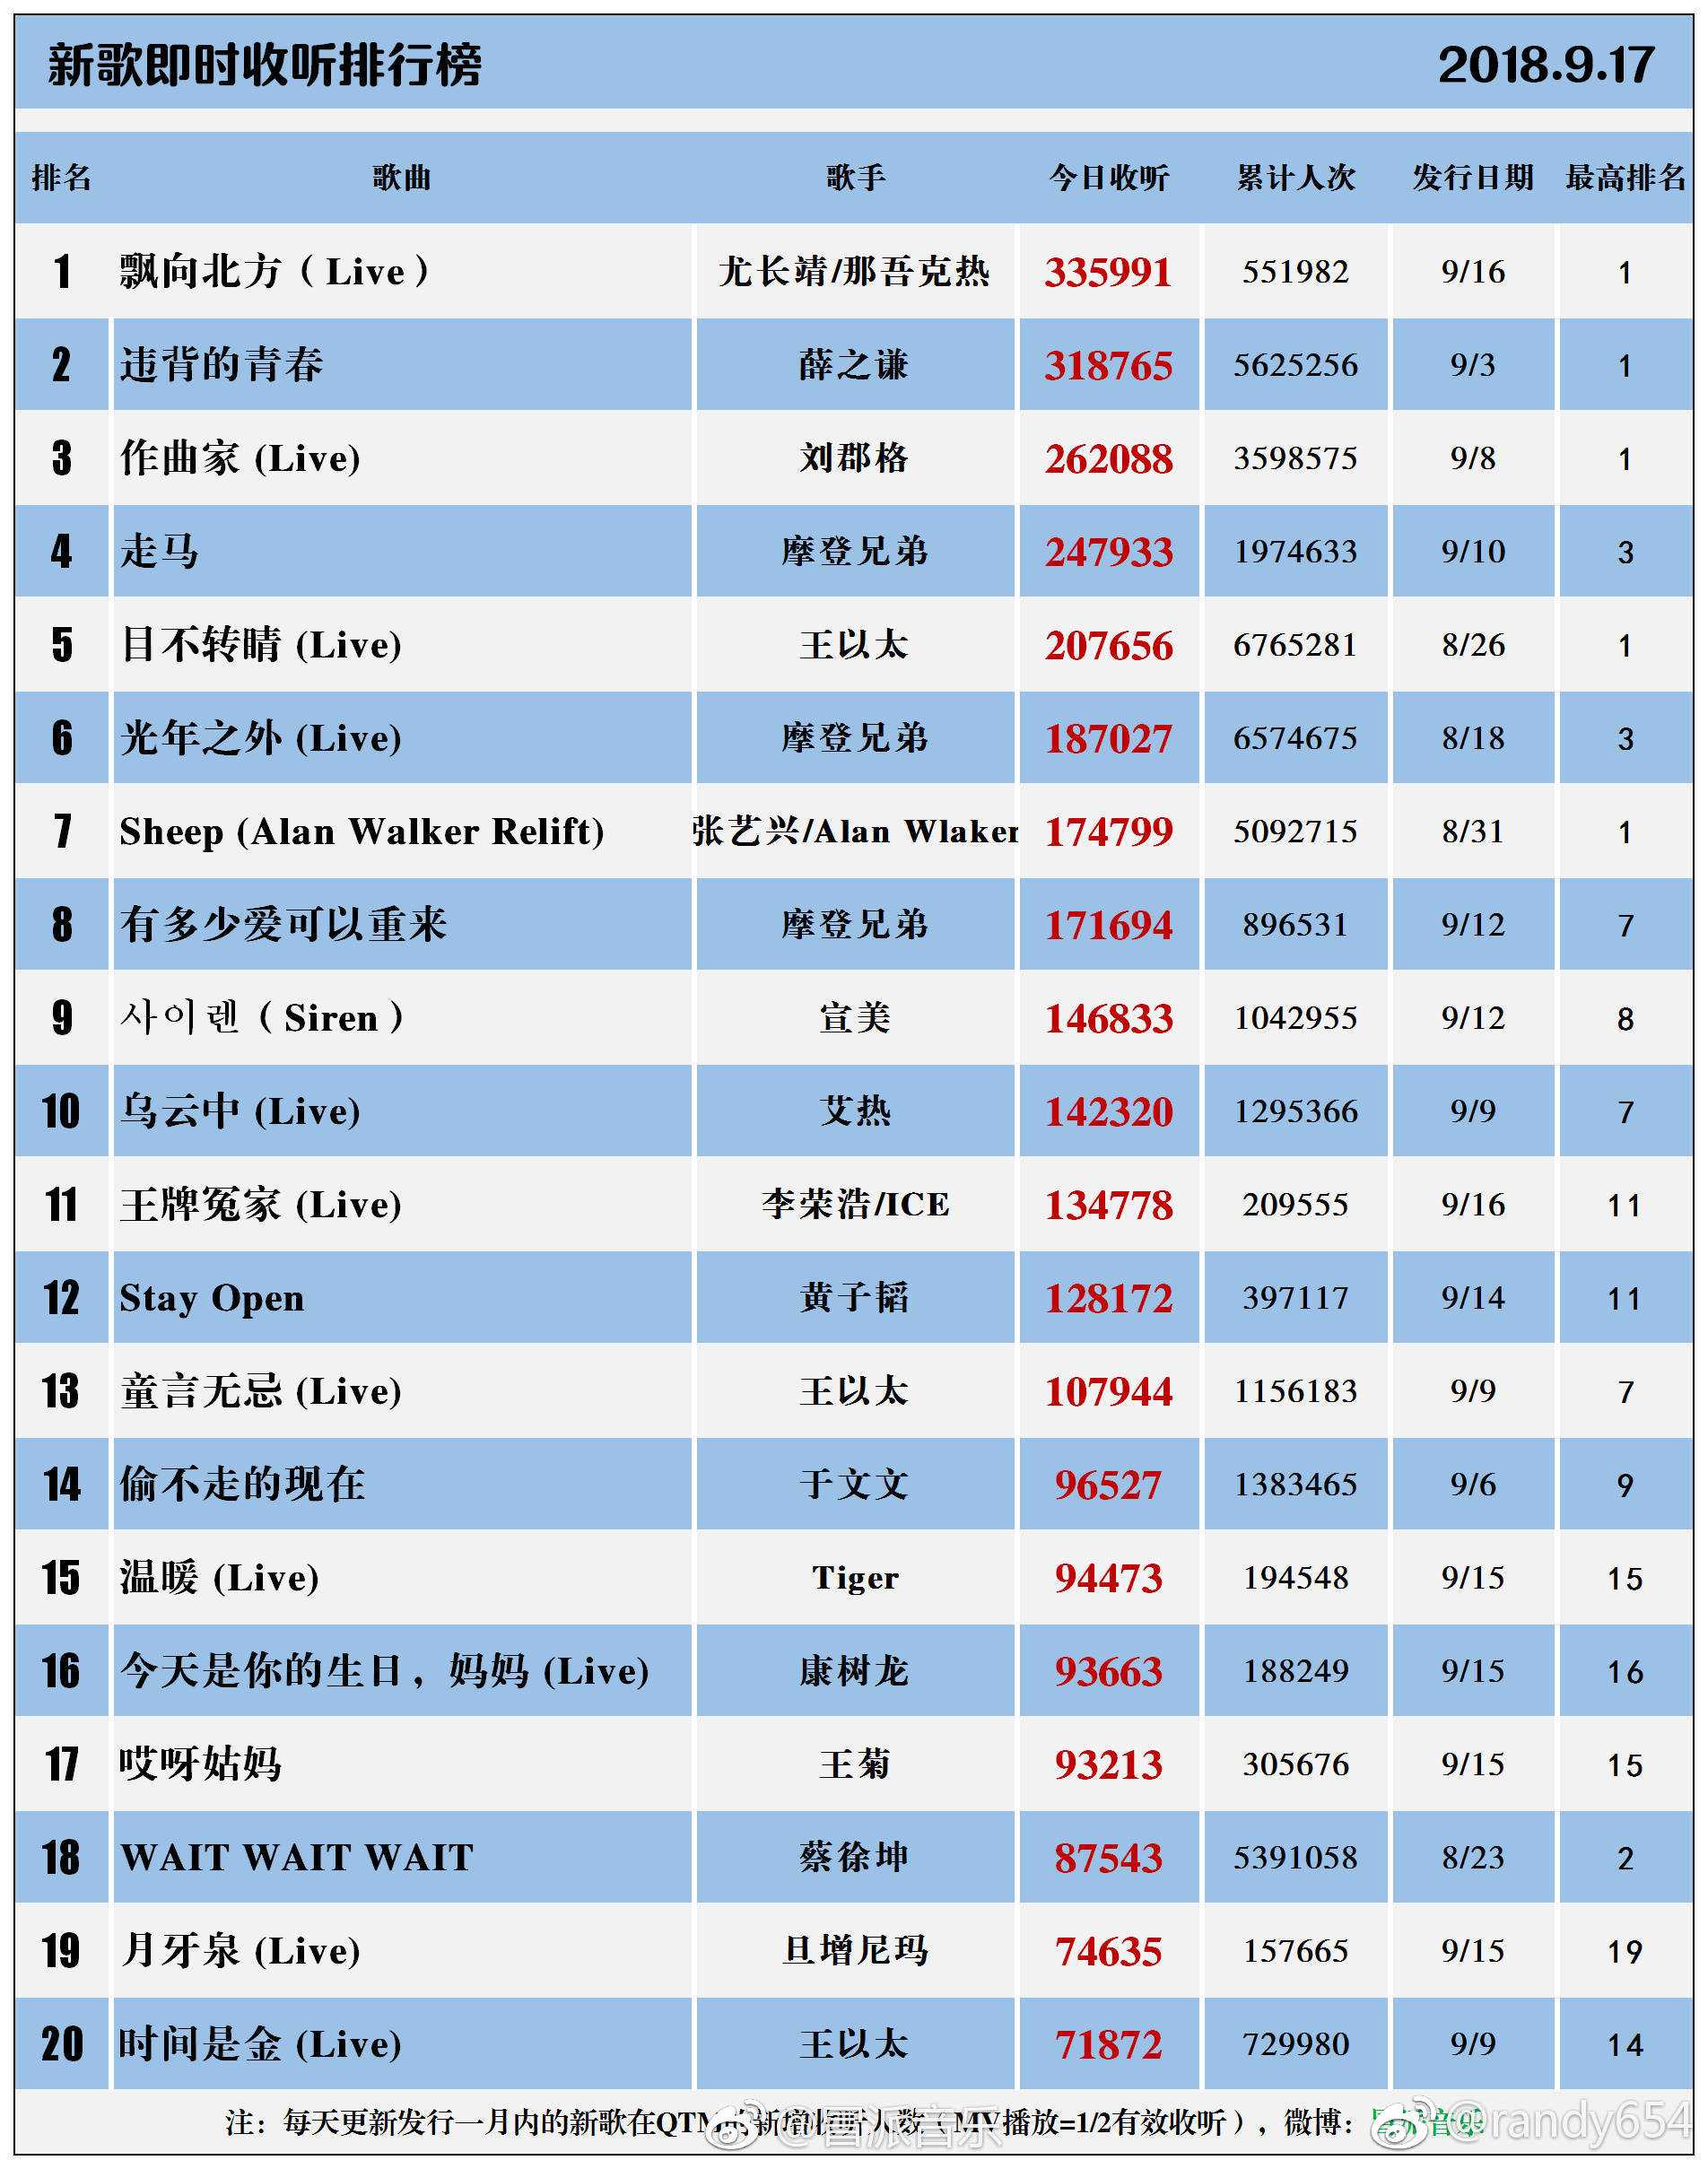 新歌即时收听排行榜 2018.9.17
排名 歌曲 歌手 今日收听 累计人次 发行日期 最高排名
1 飘向北方（Live） 尤长靖/那吾克热 335991 551982 9/16 1
2 违背的青春 薛之谦 318765 5625256 9/3 1
3 作曲家 (Live) 刘郡格 262088 3598575 9/8 1
4 走马 摩登兄弟 247933 1974633 9/10 3
5 目不转睛 (Live) 王以太 207656 6765281 8/26 1
6 光年之外 (Live) 摩登兄弟 187027 6574675 8/18 3
7 Sheep (Alan Walker Relift) 张艺兴/Alan Wlaker 174799 5092715 8/31 1
8 有多少爱可以重来 摩登兄弟 171694 896531 9/12 7
9 사이렌（Siren） 宣美 146833 1042955 9/12 8
10 乌云中 (Live) 艾热 142320 1295366 9/9 7
11 王牌冤家 (Live) 李荣浩/ICE 134778 209555 9/16 11
12 Stay Open 黄子韬 128172 397117 9/14 11
13 童言无忌 (Live) 王以太 107944 1156183 9/9 7
14 偷不走的现在 于文文 96527 1383465 9/6 9
15 温暖 (Live) Tiger 94473 194548 9/15 15
16 今天是你的生日，妈妈 (Live) 康树龙 93663 188249 9/15 16
17 哎呀姑妈 王菊 93213 305676 9/15 15
18 WAIT WAIT WAIT 蔡徐坤 87543 5391058 8/23 2
19 月牙泉 (Live) 旦增尼玛 74635 157665 9/15 19
20 时间是金 (Live) 王以太 71872 729980 9/9 14
注：每天更新发行一月内的新歌在QTM的新增收听人数（MV播放=1/2有效收听），微博：音乐
@randy654